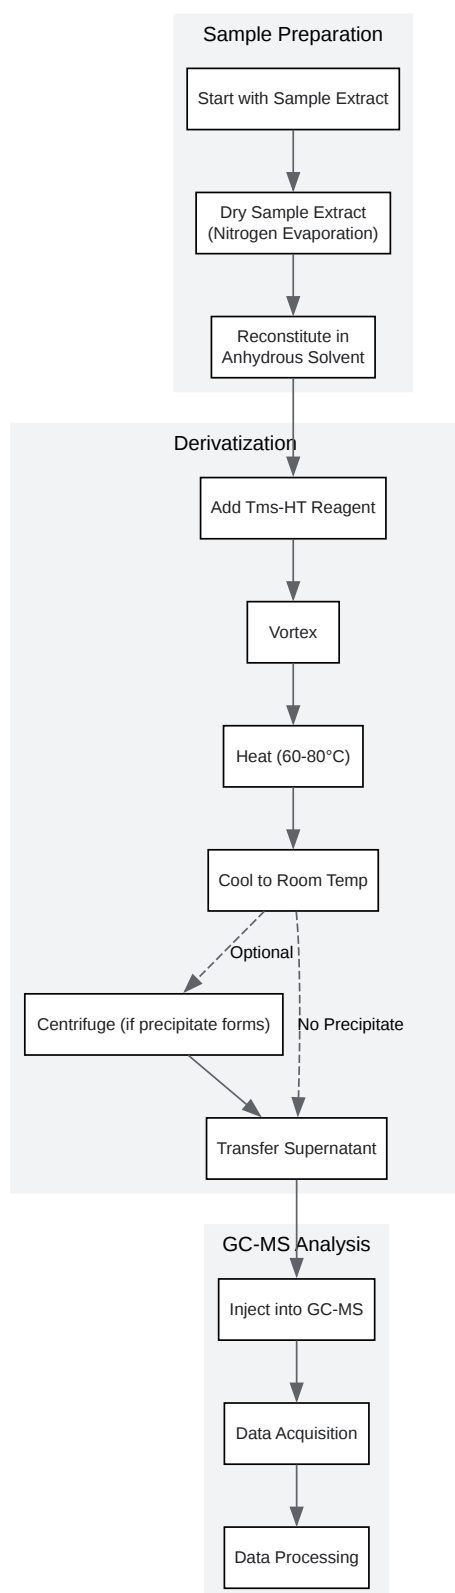 Sample Preparation
Start with Sample Extract
Dry Sample Extract
(Nitrogen Evaporation)
Reconstitute in
Anhydrous Solvent
Derivatization
Add Tms-HT Reagent
Vortex
Heat (60-80°C)
Cool to Room Temp
Optional
Centrifuge (if precipitate forms)
No Precipitate
Transfer Supernatant
GC-MS Analysis
Inject into GC-MS
Data Acquisition
Data Processing